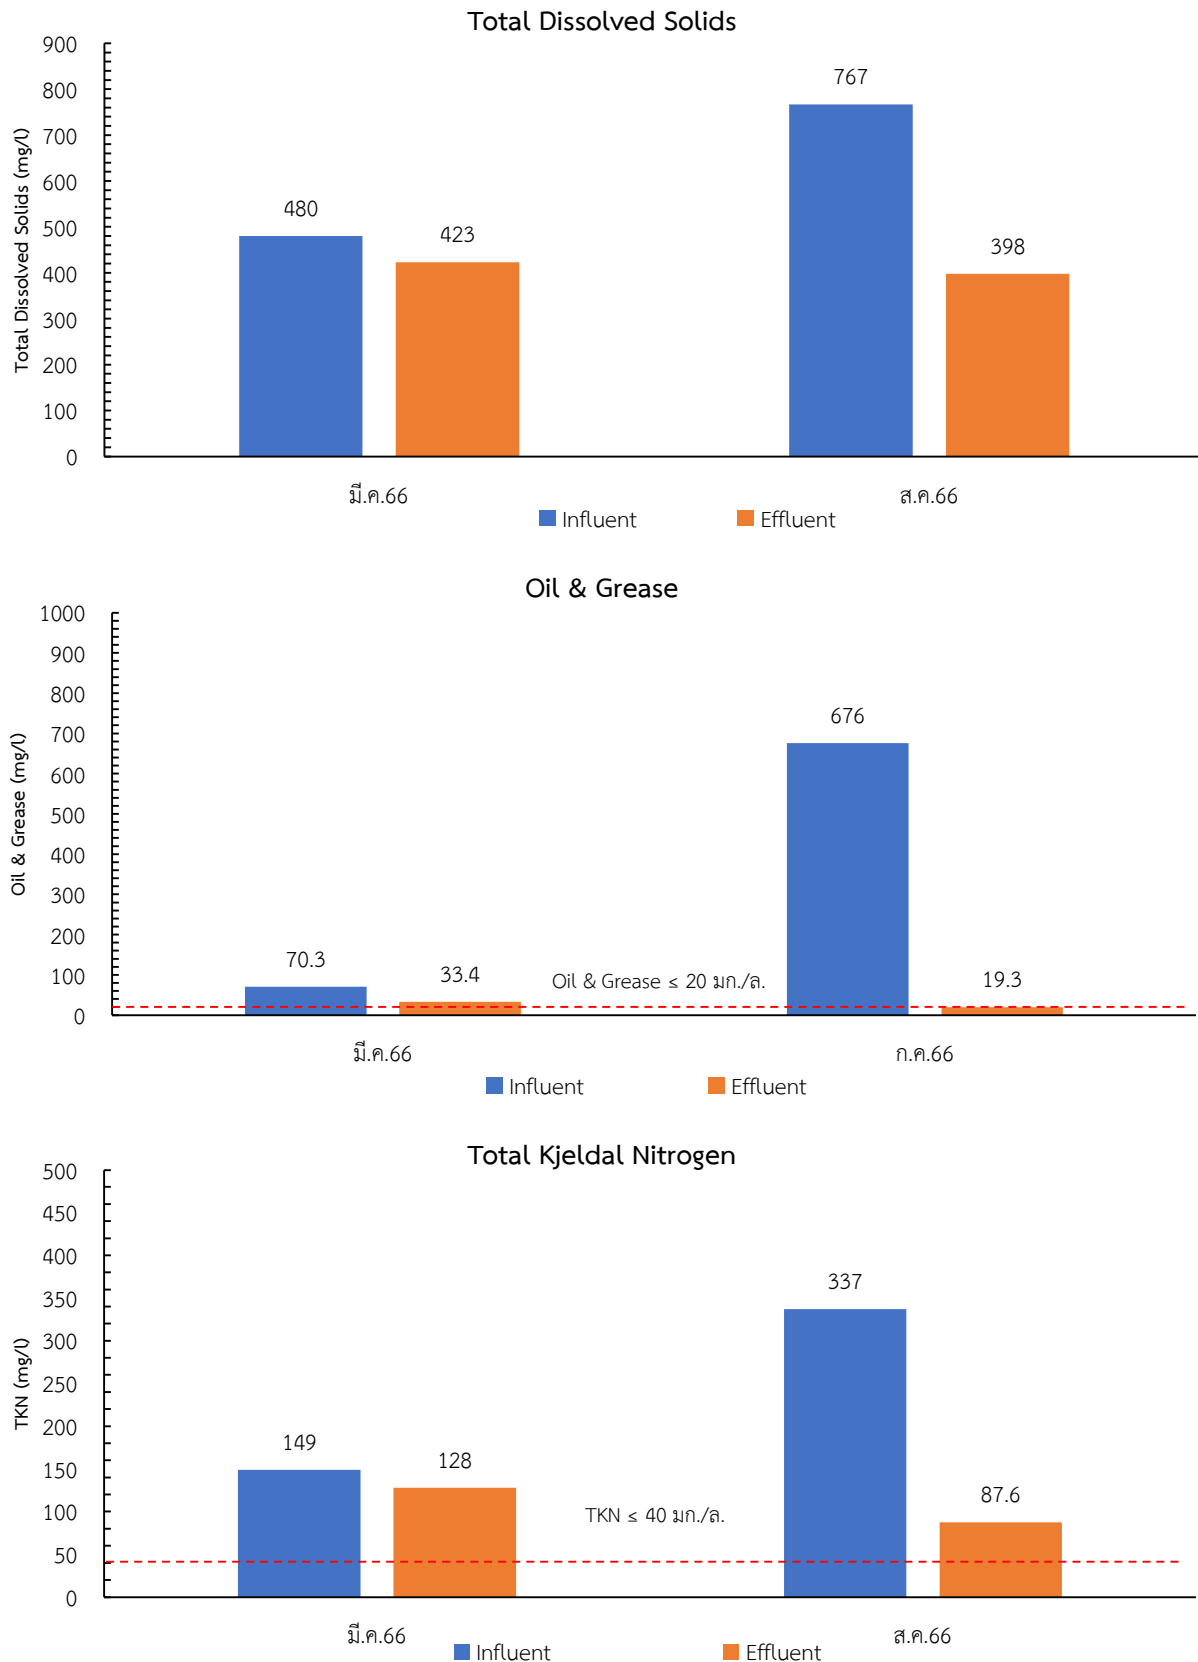 Total Dissolved Solids
Total Dissolved Solids (mg/l)
900
800
700
600
500
400
300
200
100
0
480
423
767
398
มี.ค.66
ส.ค.66
Influent
Effluent
Oil & Grease
Oil & Grease (mg/l)
1000
900
800
700
600
500
400
300
200
100
0
70.3
33.4
Oil & Grease ≤ 20 มก./ล.
676
19.3
มี.ค.66
ก.ค.66
Influent
Effluent
Total Kjeldal Nitrogen
TKN (mg/l)
500
450
400
350
300
250
200
150
100
50
0
149
128
TKN ≤ 40 มก./ล.
337
87.6
มี.ค.66
ส.ค.66
Influent
Effluent